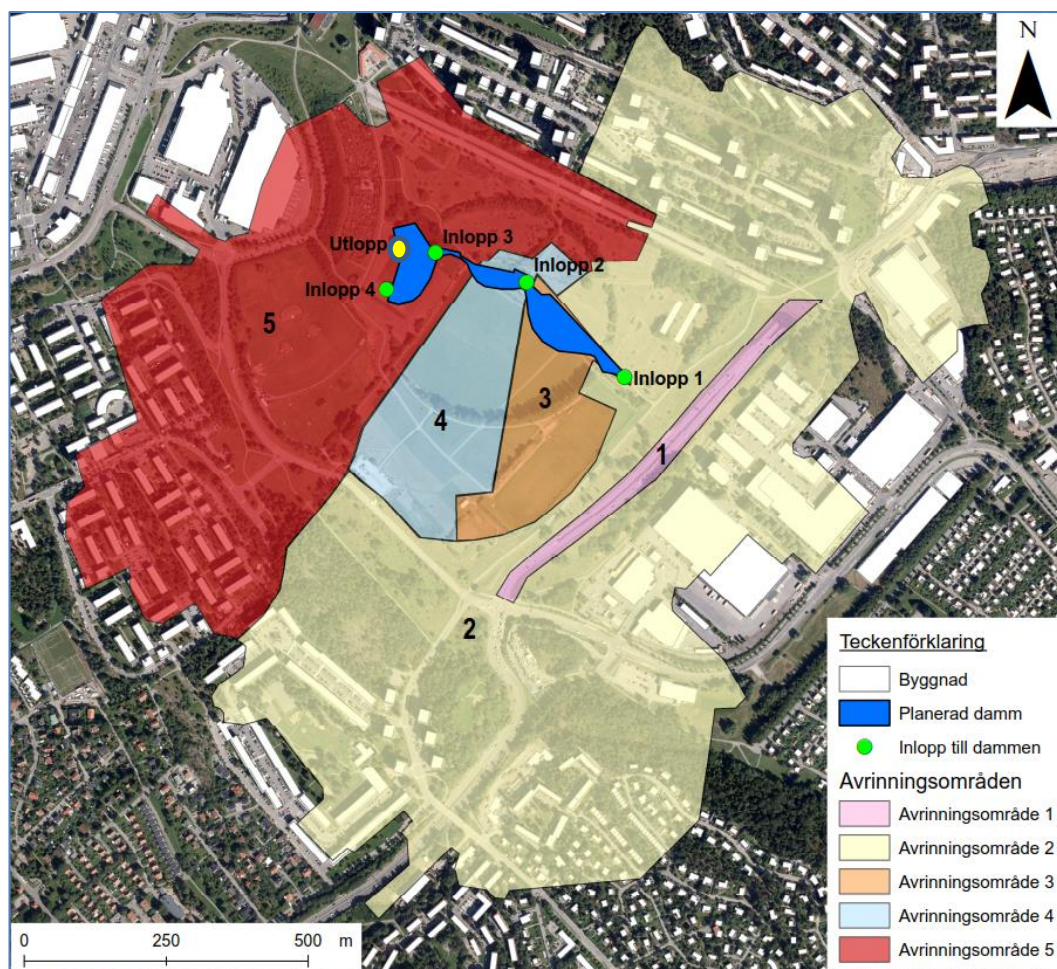 N
Utlopp
Inlopp 3
Inlopp 2
Inlopp 4
5
Inlopp 1
3
4
1
2
Teckenförklaring
Byggnad
Planerad damm
Inlopp till dammen
Avrinningsområden
Avrinningsområde 1
Avrinningsområde 2
Avrinningsområde 3
Avrinningsområde 4
Avrinningsområde 5
0 250 500 m